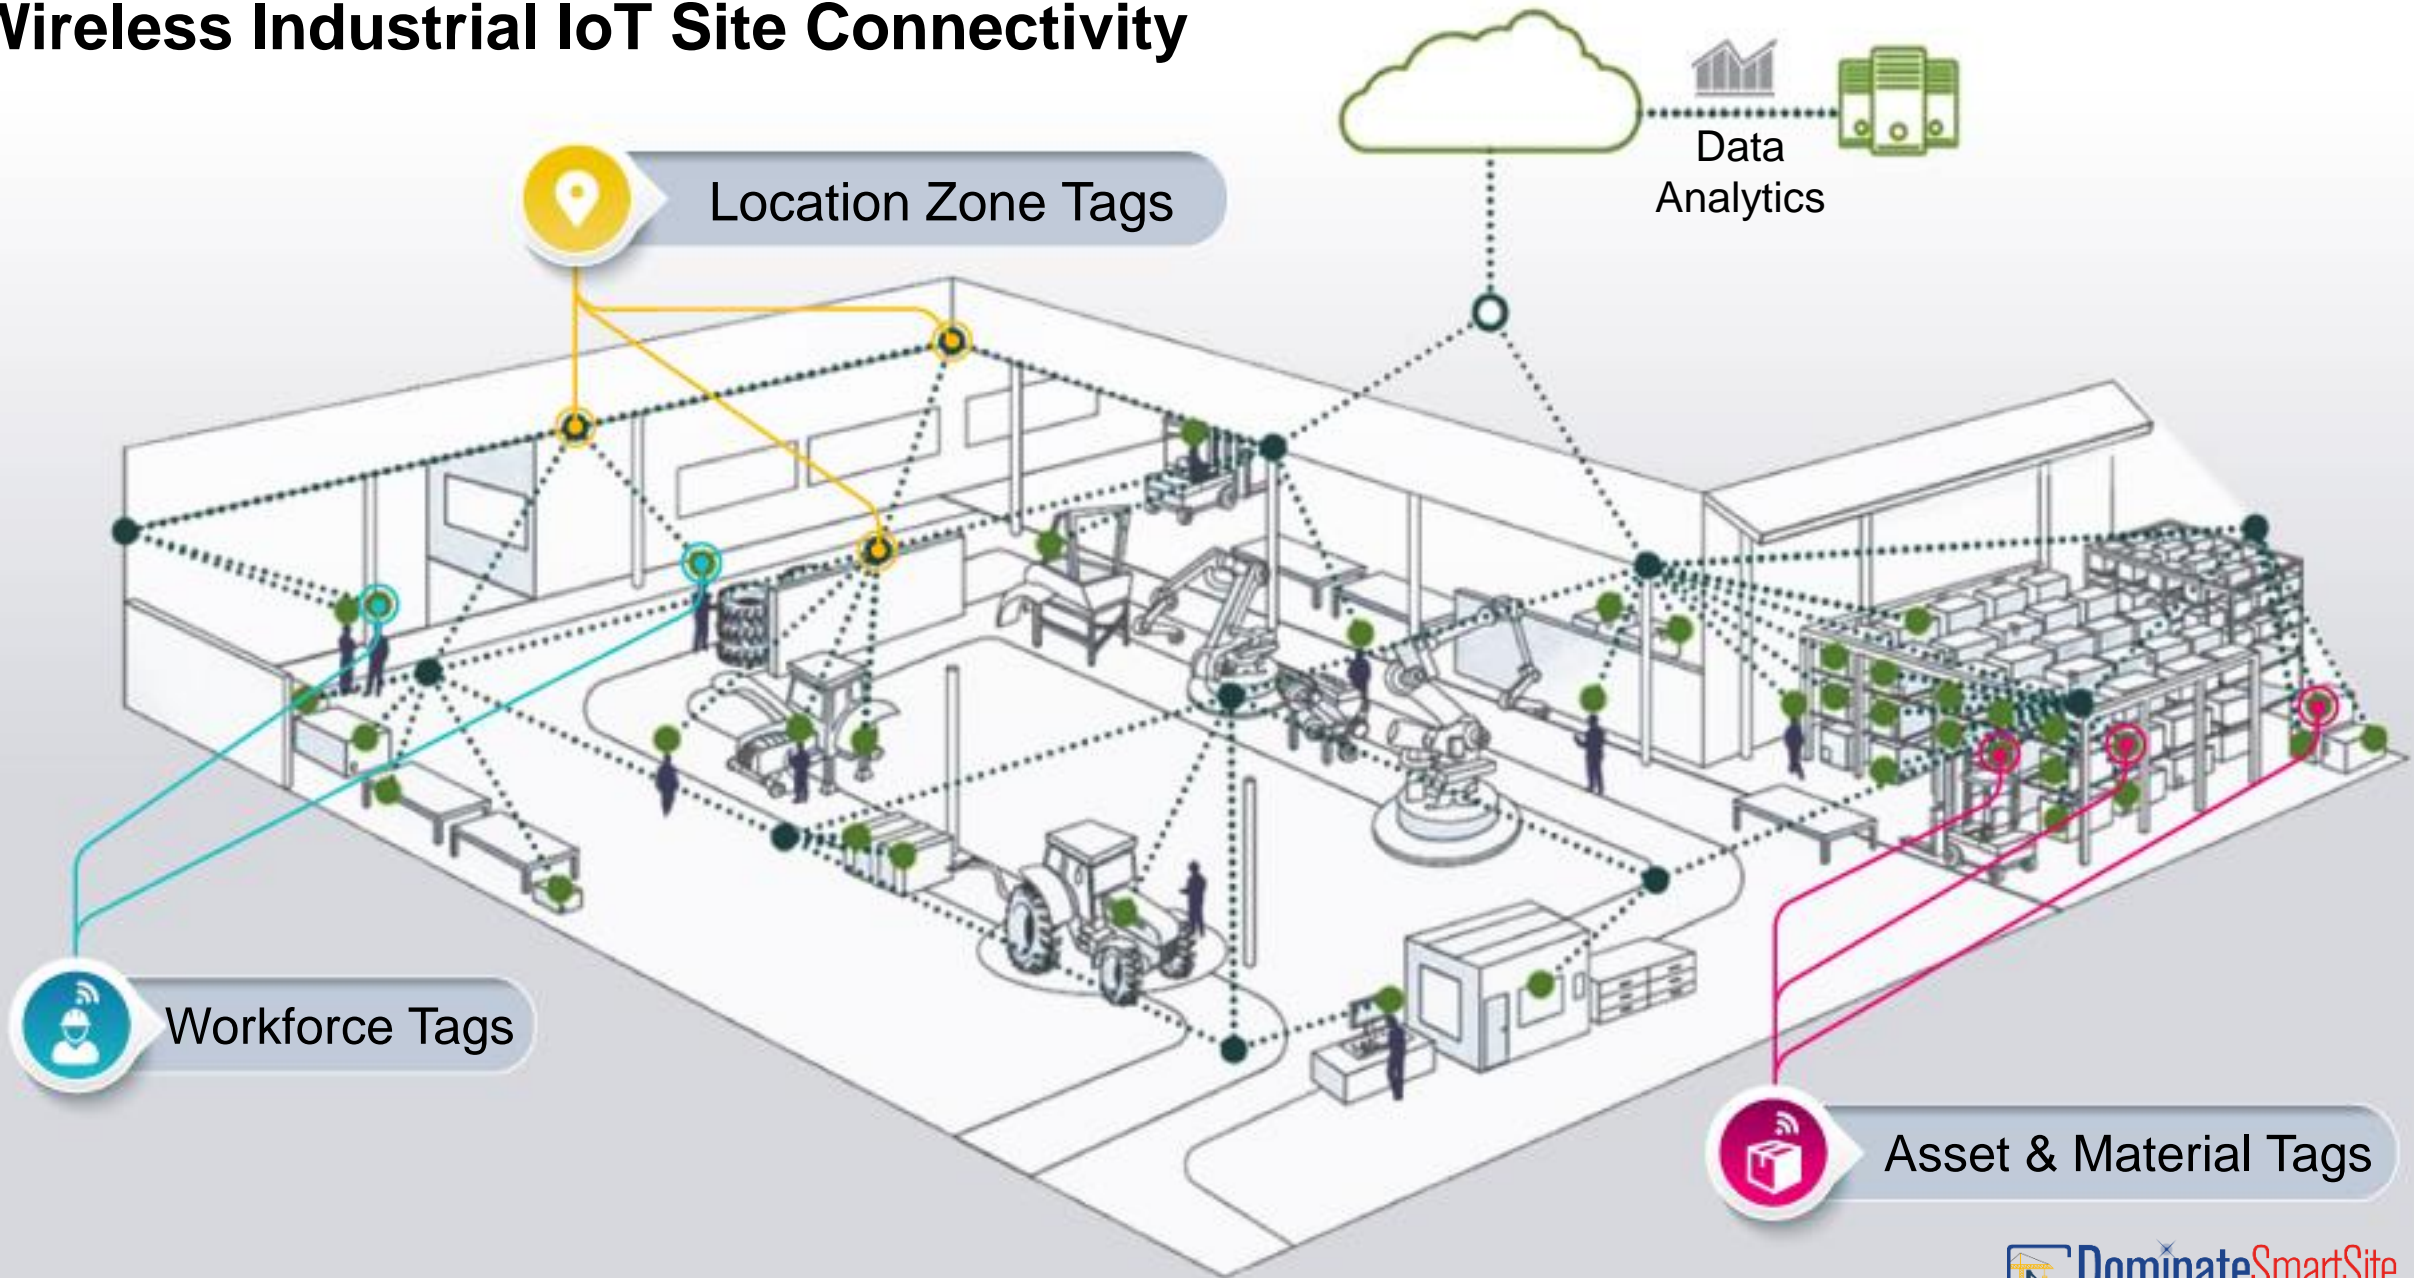 Wireless Industrial IoT Site Connectivity
Data
Analytics
Location Zone Tags
Workforce Tags
Asset & Material Tags
DominateSmartSite